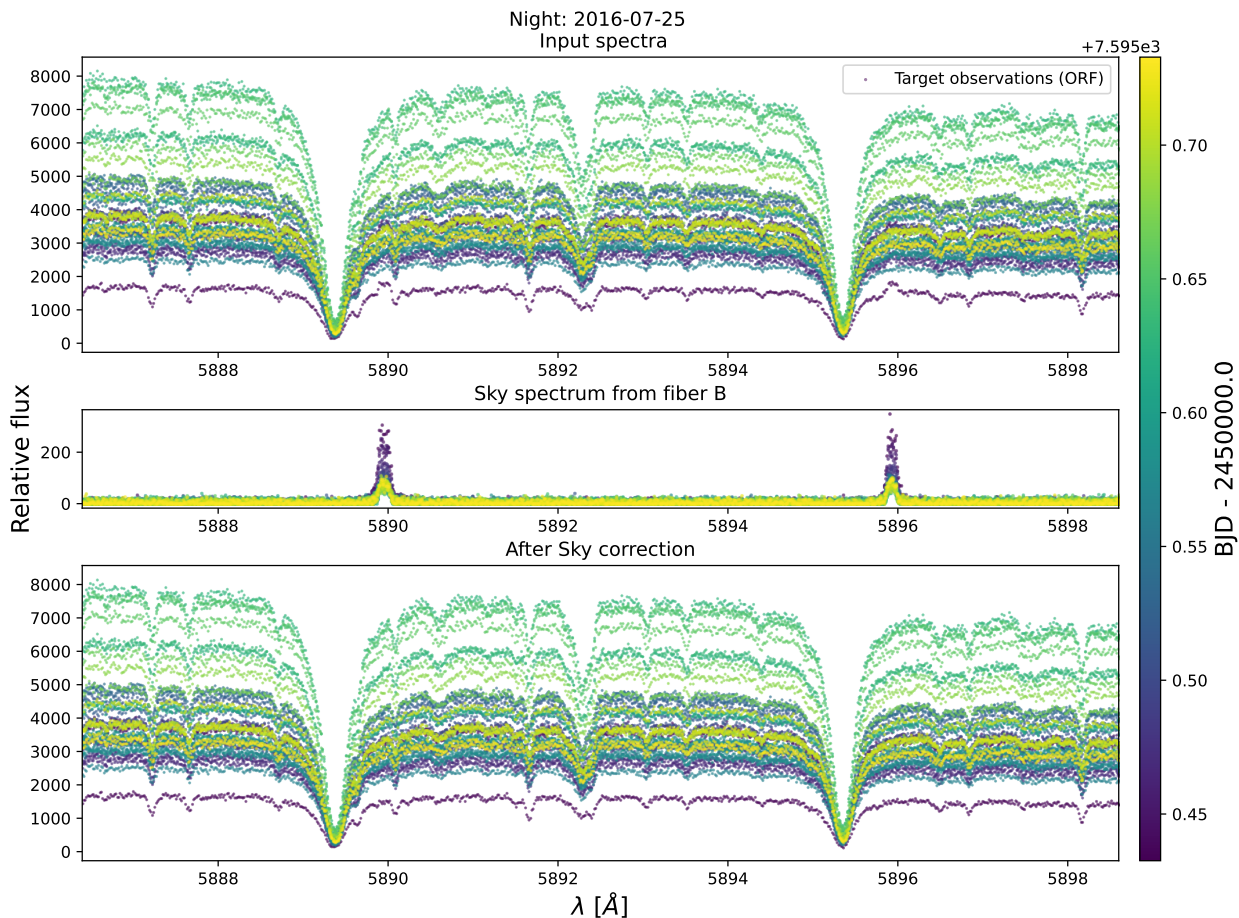 Night: 2016-07-25
Input spectra
+7.595e3
Target observations (ORF)
8000
7000
6000
5000
4000
3000
2000
1000
0
5888 5890 5892 5894 5896 5898
Sky spectrum from fiber B
200
0
5888 5890 5892 5894 5896 5898
After Sky correction
8000
7000
6000
5000
4000
3000
2000
1000
0
5888 5890 5892 5894 5896 5898
λ [Å]
Relative flux
0.70
0.65
0.60
0.55
0.50
0.45
BJD - 2450000.0